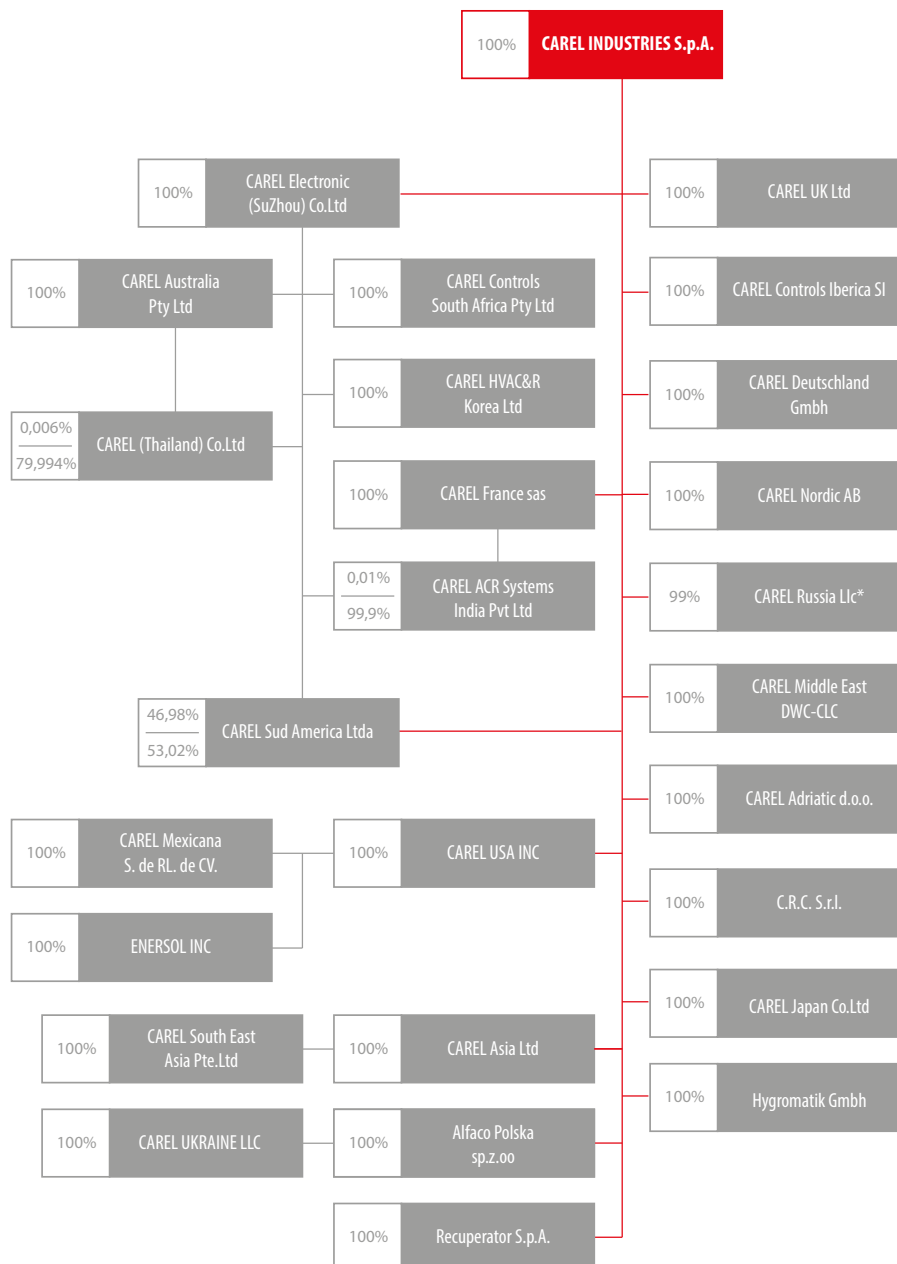 100%
CAREL INDUSTRIES S.p.A.
100%
CAREL Electronic
(SuZhou) Co.Ltd
100%
CAREL UK Ltd
100%
CAREL Australia
Pty Ltd
100%
CAREL Controls
South Africa Pty Ltd
100%
CAREL Controls Iberica Sl
100%
CAREL HVAC&R
Korea Ltd
100%
CAREL Deutschland
Gmbh
0,006%
79,994%
CAREL (Thailand) Co.Ltd
100%
CAREL France sas
100%
CAREL Nordic AB
0,01%
99,9%
CAREL ACR Systems
India Pvt Ltd
99%
CAREL Russia Llc*
46,98%
53,02%
CAREL Sud America Ltda
100%
CAREL Middle East
DWC-CLC
100%
CAREL Adriatic d.o.o.
100%
CAREL Mexicana
S. de RL. de CV.
100%
CAREL USA INC
100%
C.R.C. S.r.l.
100%
ENERSOL INC
100%
CAREL Japan Co.Ltd
100%
CAREL South East
Asia Pte.Ltd
100%
CAREL Asia Ltd
100%
Hygromatik Gmbh
100%
CAREL UKRAINE LLC
100%
Alfaco Polska
sp.z.oo
100%
Recuperator S.p.A.